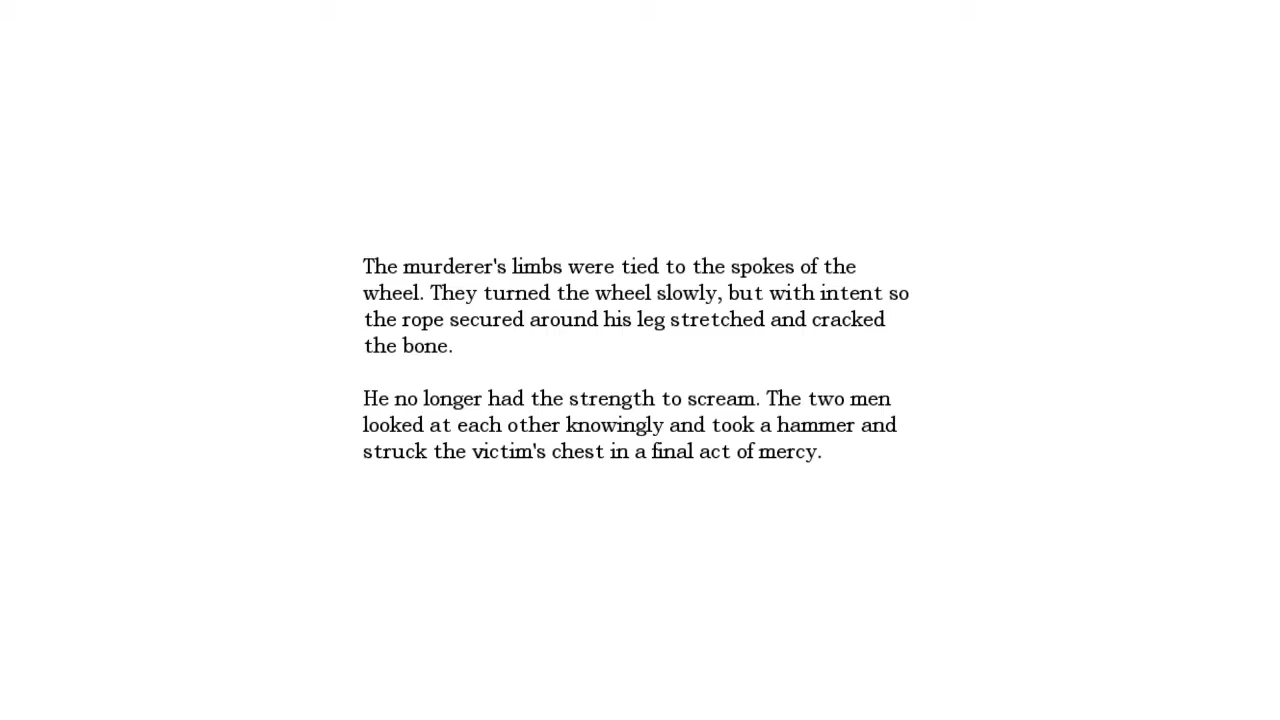 The murderer's limbs were tied to the spokes of the
wheel. They turned the wheel slowly, but with intent so
the rope secured around his leg stretched and cracked
the bone.
He no longer had the strength to scream. The two men
looked at each other knowingly and took a hammer and
struck the victim's chest in a final act of mercy.